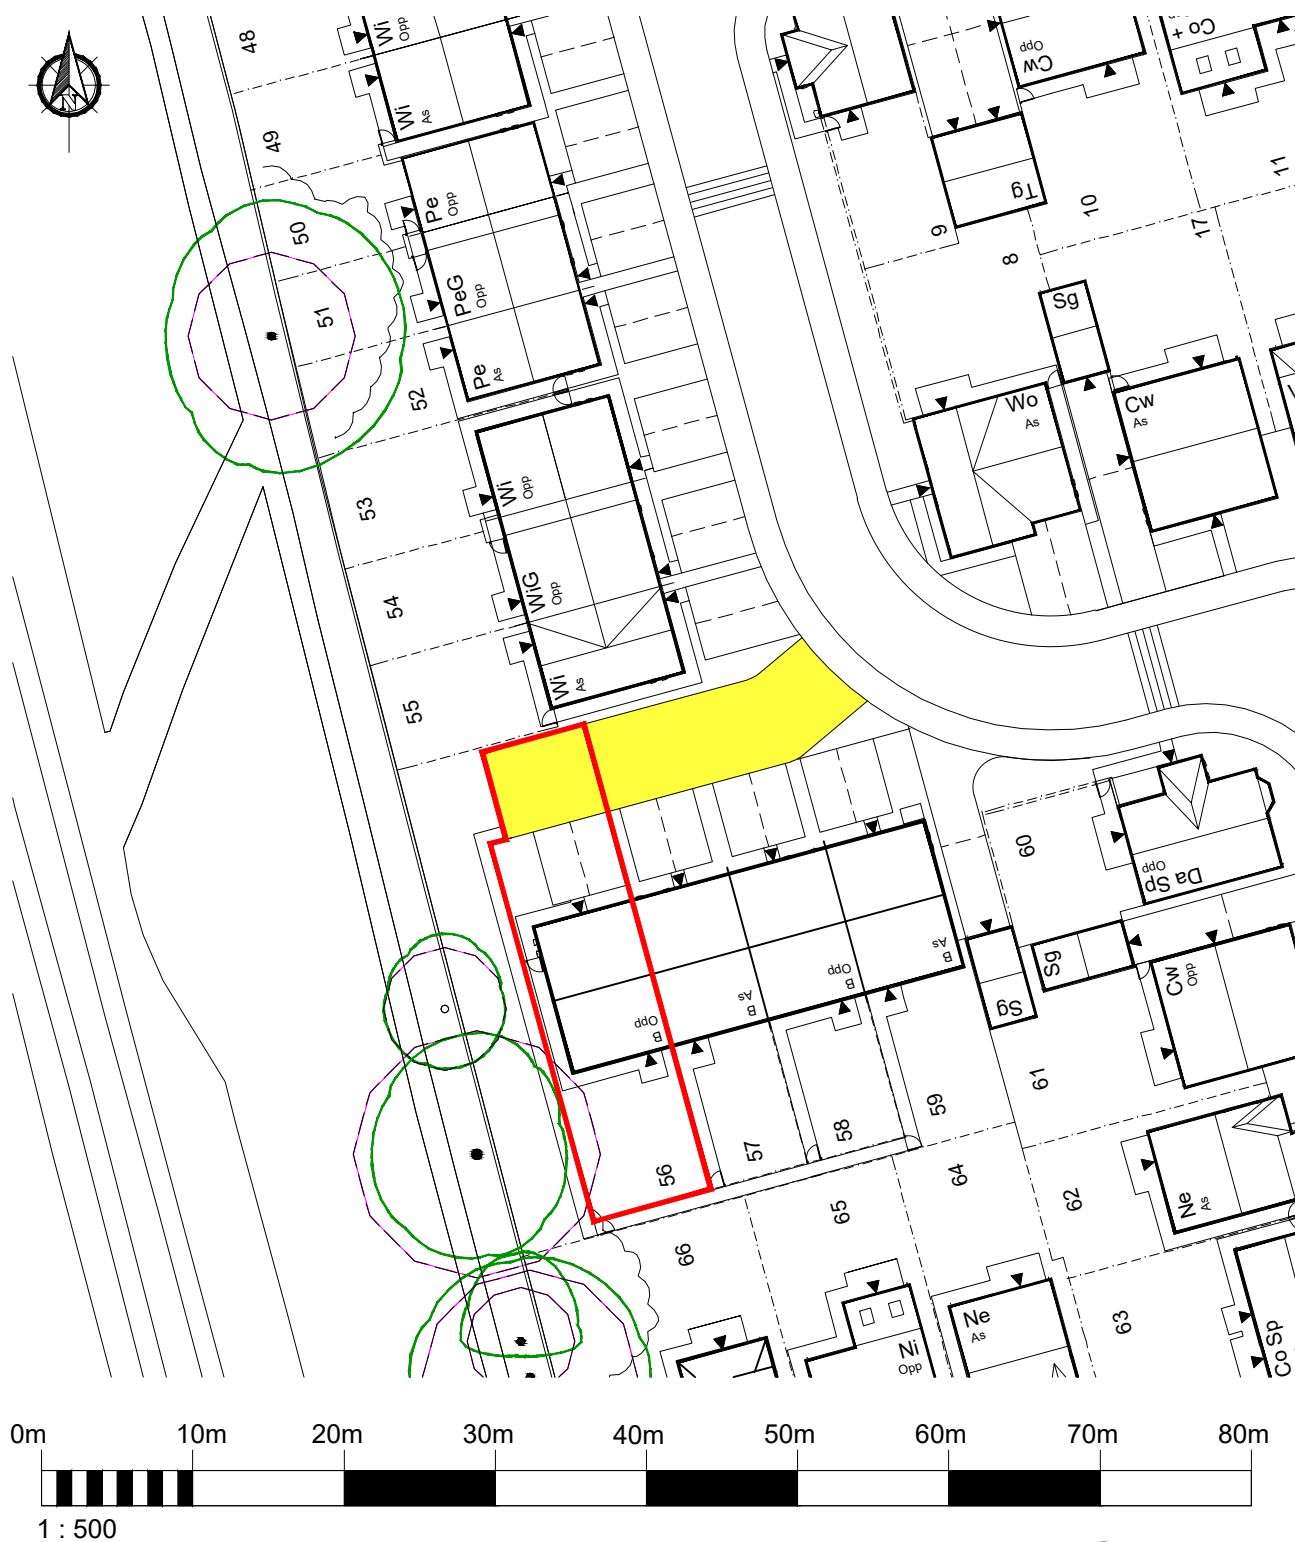 N
48
Wi
Opp
Wi
As
49
Pe
Opp
50
PeG
Opp
51
Pe
As
52
Wi
Opp
53
WiG
Opp
54
Wi
As
55
Cw
Opp
Co +
Tg
9
10
11
8
17
Sg
Wo
As
Cw
As
60
Da Sp
Opp
B
Opp
B
As
B
Opp
B
As
Sg
Sg
Cw
Opp
56
57
58
59
61
62
64
65
66
63
Ne
As
Ni
Opp
Ne
As
Co Sp
0m 10m 20m 30m 40m 50m 60m 70m 80m
1 : 500